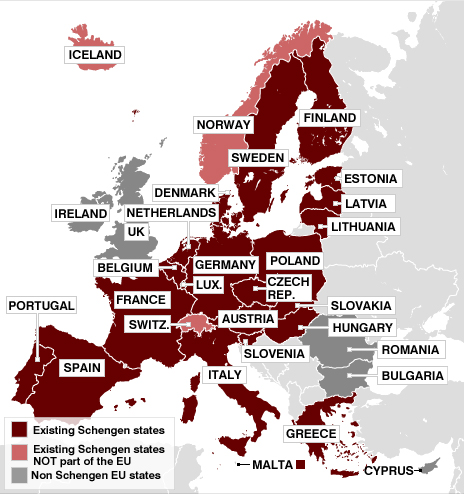 ICELAND
NORWAY
FINLAND
SWEDEN
ESTONIA
DENMARK
LATVIA
IRELAND
NETHERLANDS
LITHUANIA
UK
BELGIUM
GERMANY
POLAND
LUX.
CZECH
REP.
PORTUGAL
FRANCE
SLOVAKIA
SWITZ.
AUSTRIA
HUNGARY
SLOVENIA
ROMANIA
SPAIN
ITALY
BULGARIA
GREECE
MALTA
CYPRUS
Existing Schengen states
Existing Schengen states
NOT part of the EU
Non Schengen EU states